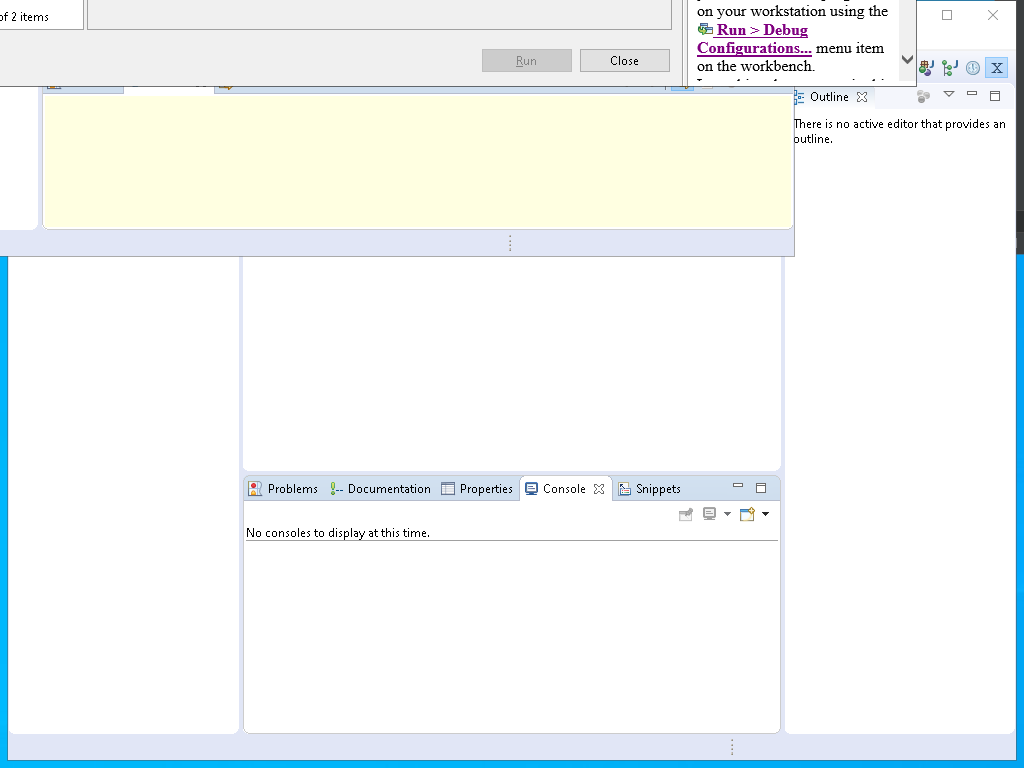 of 2 items
on your workstation using the
Run > Debug
Configurations... menu item
on the workbench.
Run
Close
X
Outline
There is no active editor that provides an
outline.
Problems
Documentation
Properties
Console
Snippets
No consoles to display at this time.